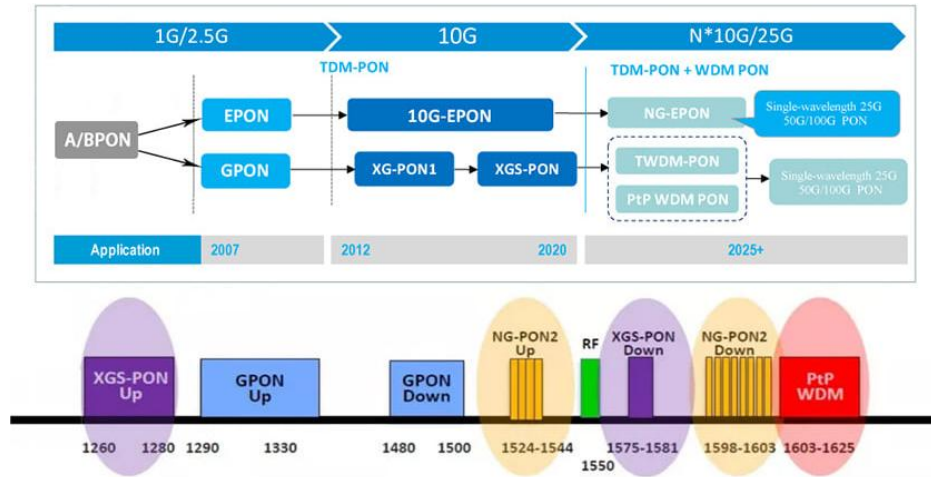 1G/2.5G
10G
N*10G/25G
TDM-PON
TDM-PON + WDM PON
A/BPON
EPON
10G-EPON
NG-EPON
Single-wavelength 25G
50G/100G PON
GPON
XG-PON1
XGS-PON
TWDM-PON
PtP WDM PON
Single-wavelength 25G
50G/100G PON
Application
2007
2012
2020
2025+
XGS-PON
Up
GPON
Up
GPON
Down
NG-PON2
Up
RF
XGS-PON
Down
NG-PON2
Down
PtP
WDM
1260
1280
1290
1330
1480
1500
1524-1544
1550
1575-1581
1598-1603
1603-1625